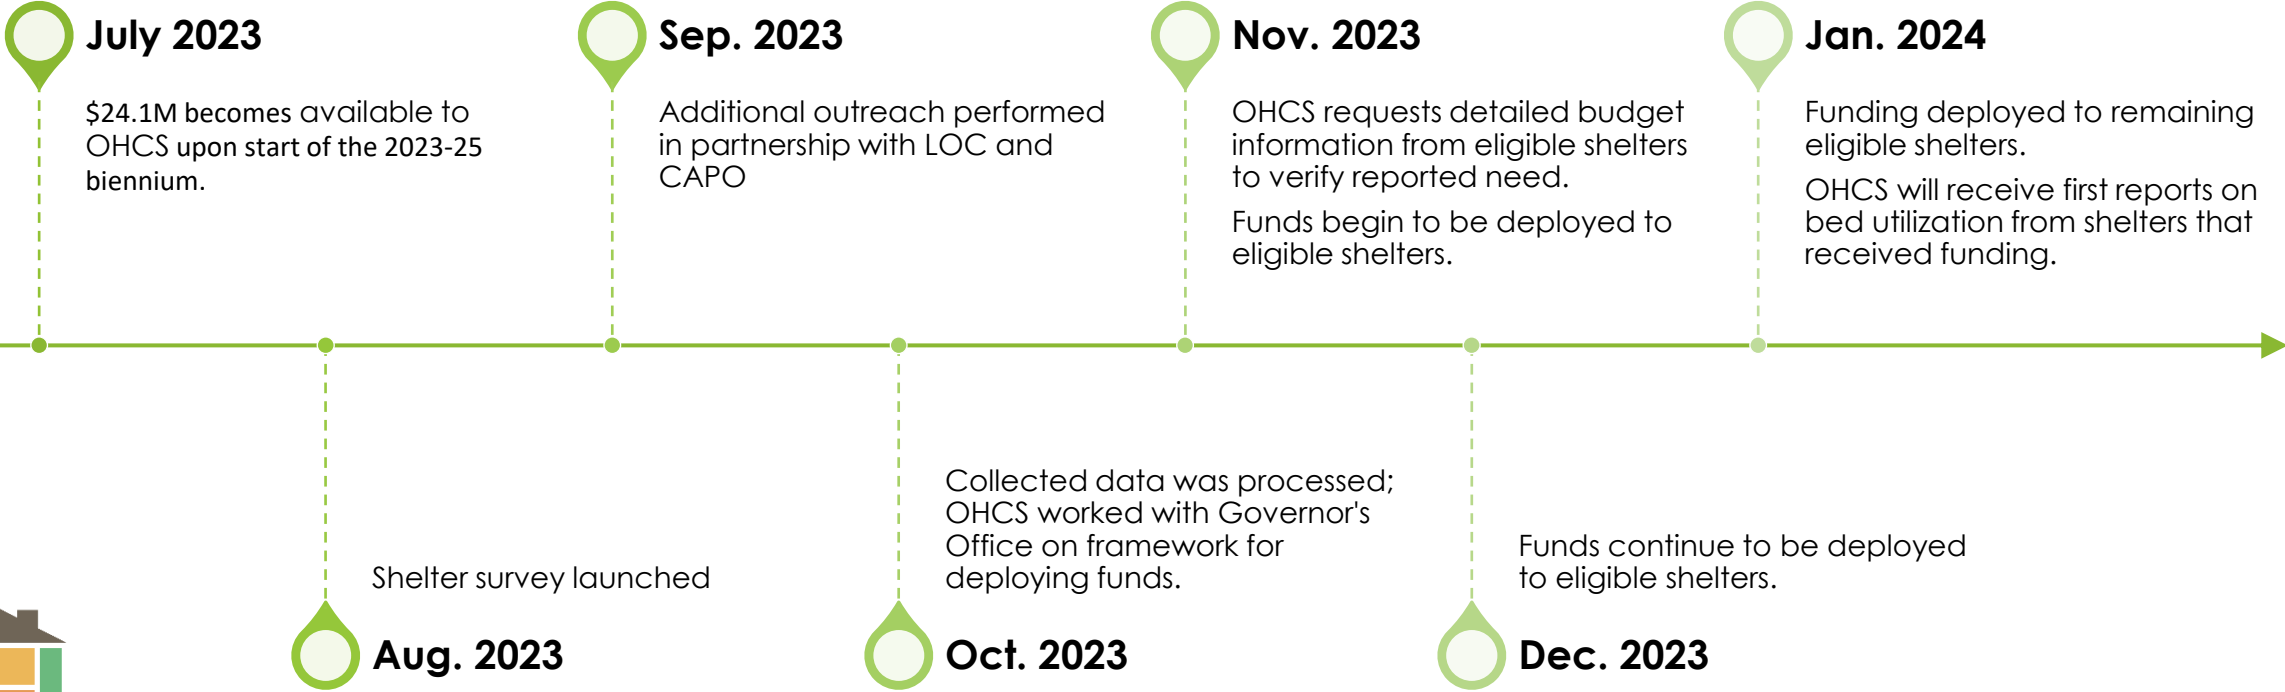 July 2023
$24.1M becomes available to
OHCS upon start of the 2023-25
biennium.
Shelter survey launched
Aug. 2023
Sep. 2023
Additional outreach performed
in partnership with LOC and
CAPO
Collected data was processed;
OHCS worked with Governor's
Office on framework for
deploying funds.
Oct. 2023
Nov. 2023
OHCS requests detailed budget
information from eligible shelters
to verify reported need.
Funds begin to be deployed to
eligible shelters.
Funds continue to be deployed
to eligible shelters.
Dec. 2023
Jan. 2024
Funding deployed to remaining
eligible shelters.
OHCS will receive first reports on
bed utilization from shelters that
received funding.